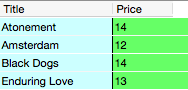 Title Price
Atonement 14
Amsterdam 12
Black Dogs 14
Enduring Love 13